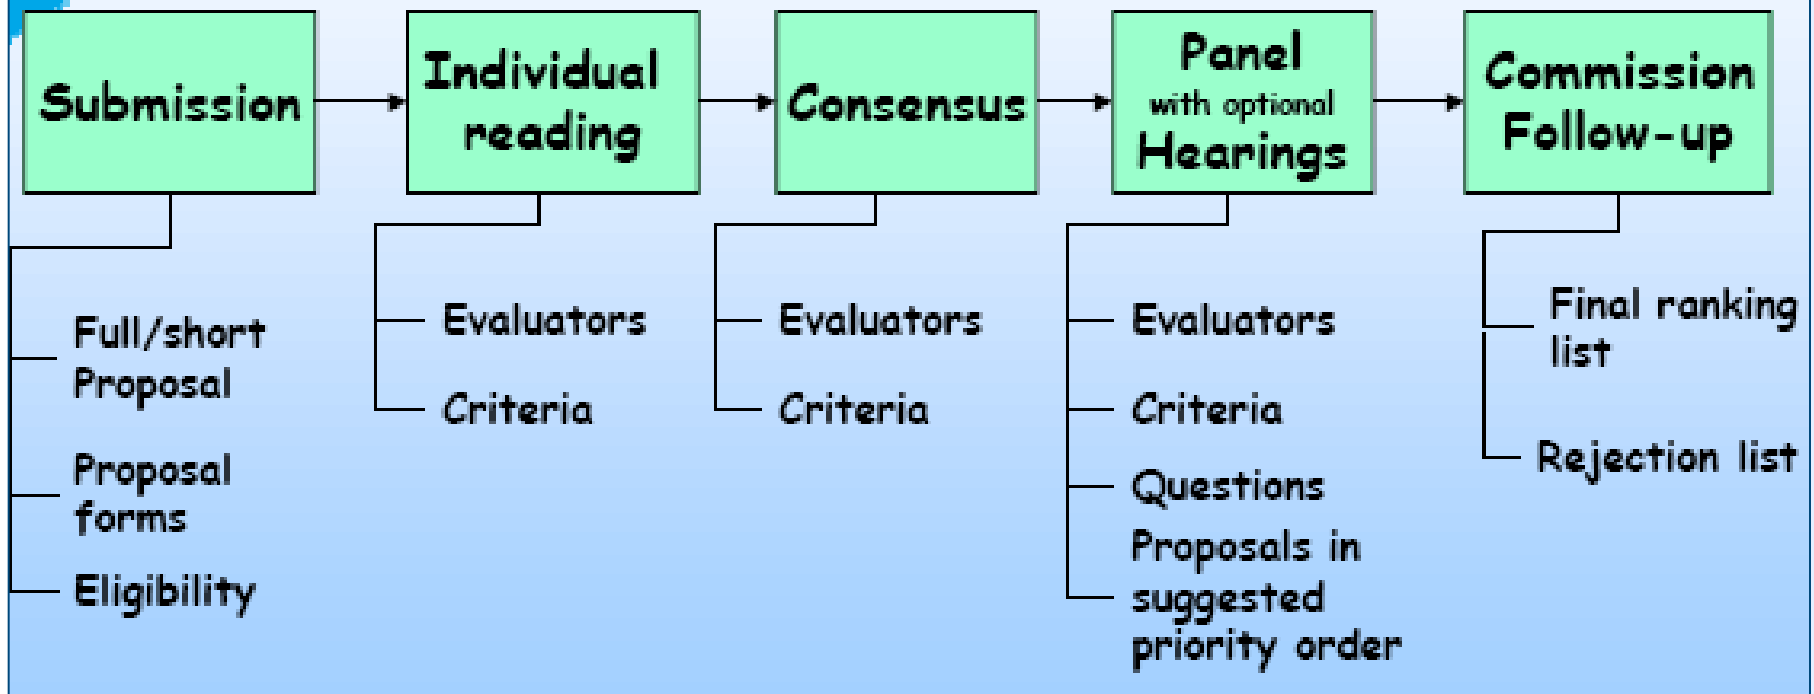 Submission
Individual
reading
Consensus
Panel
with optional
Hearings
Commission
Follow-up
Full/short
Proposal
Proposal
forms
Eligibility
Evaluators
Criteria
Evaluators
Criteria
Evaluators
Criteria
Questions
Proposals in
suggested
priority order
Final ranking
list
Rejection list